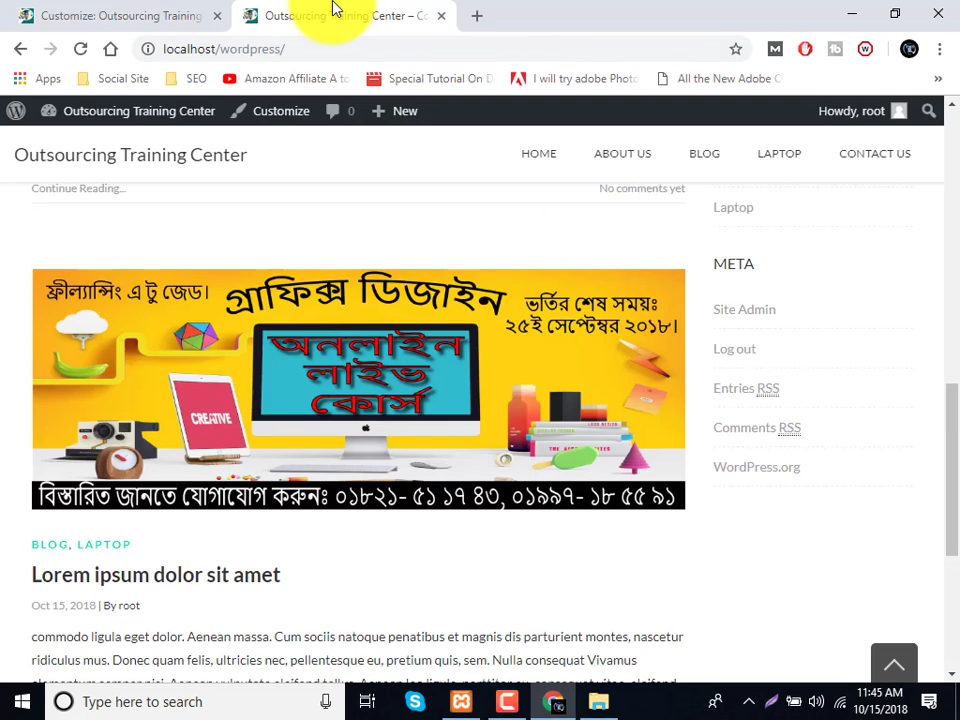 Customize: Outsourcing Training
Outsourcing Training Center – Co
localhost/wordpress/
Apps
Social Site
SEO
Amazon Affiliate A to
Special Tutorial On D
I will try adobe Photo
All the New Adobe C
»
Outsourcing Training Center
Customize
0
New
Howdy, root
Outsourcing Training Center
HOME
ABOUT US
BLOG
LAPTOP
CONTACT US
Continue Reading...
No comments yet
Laptop
META
Site Admin
Log out
Entries RSS
Comments RSS
WordPress.org
ফ্রীল্যান্সিং এ টু জেড।
গ্রাফিক্স ডিজাইন
ভর্তির শেষ সময়ঃ
২৫ই সেপ্টেম্বর ২০১৮।
অনলাইন
লাইভ
কোর্স
CREATIVE
বিস্তারিত জানতে যোগাযোগ করুনঃ ০১৮২১- ৫১ ১৭ ৪৩, ০১৯৯৭- ১৮ ৫৫ ৯১
BLOG, LAPTOP
Lorem ipsum dolor sit amet
Oct 15, 2018 | By root
commodo ligula eget dolor. Aenean massa. Cum sociis natoque penatibus et magnis dis parturient montes, nascetur
ridiculus mus. Donec quam felis, ultricies nec, pellentesque eu, pretium quis, sem. Nulla consequat Vivamus
Type here to search
11:45 AM
10/15/2018